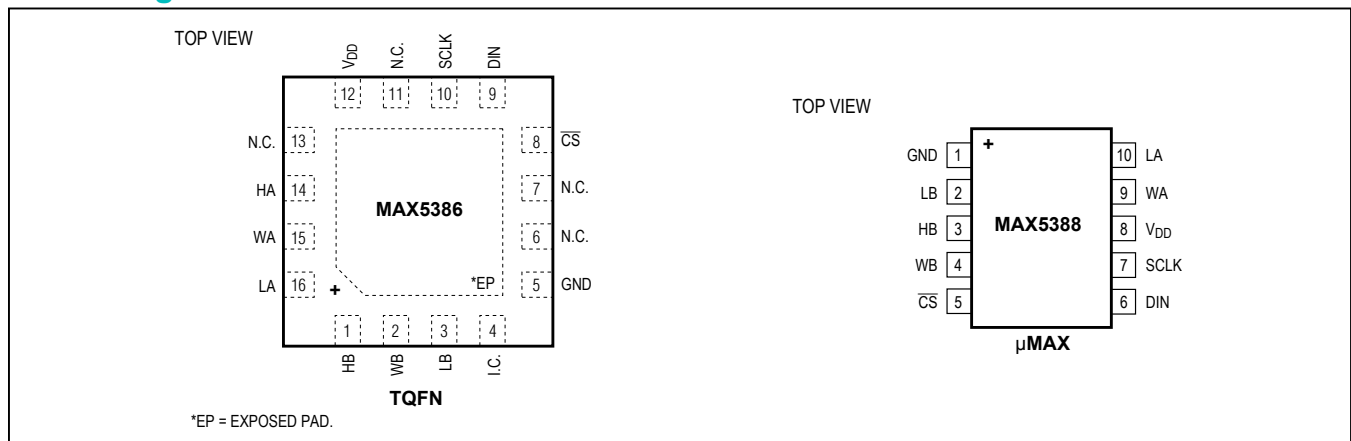 TOP VIEW
VDD
N.C.
SCLK
DIN
12
11
10
9
N.C. 13
8 CS
HA 14
7 N.C.
MAX5386
WA 15
6 N.C.
LA 16
+
*EP
5 GND
1
2
3
4
HB
WB
LB
I.C.
TQFN
*EP = EXPOSED PAD.
TOP VIEW
+
GND 1
10 LA
LB 2
9 WA
HB 3
MAX5388
8 VDD
WB 4
7 SCLK
CS 5
6 DIN
µMAX